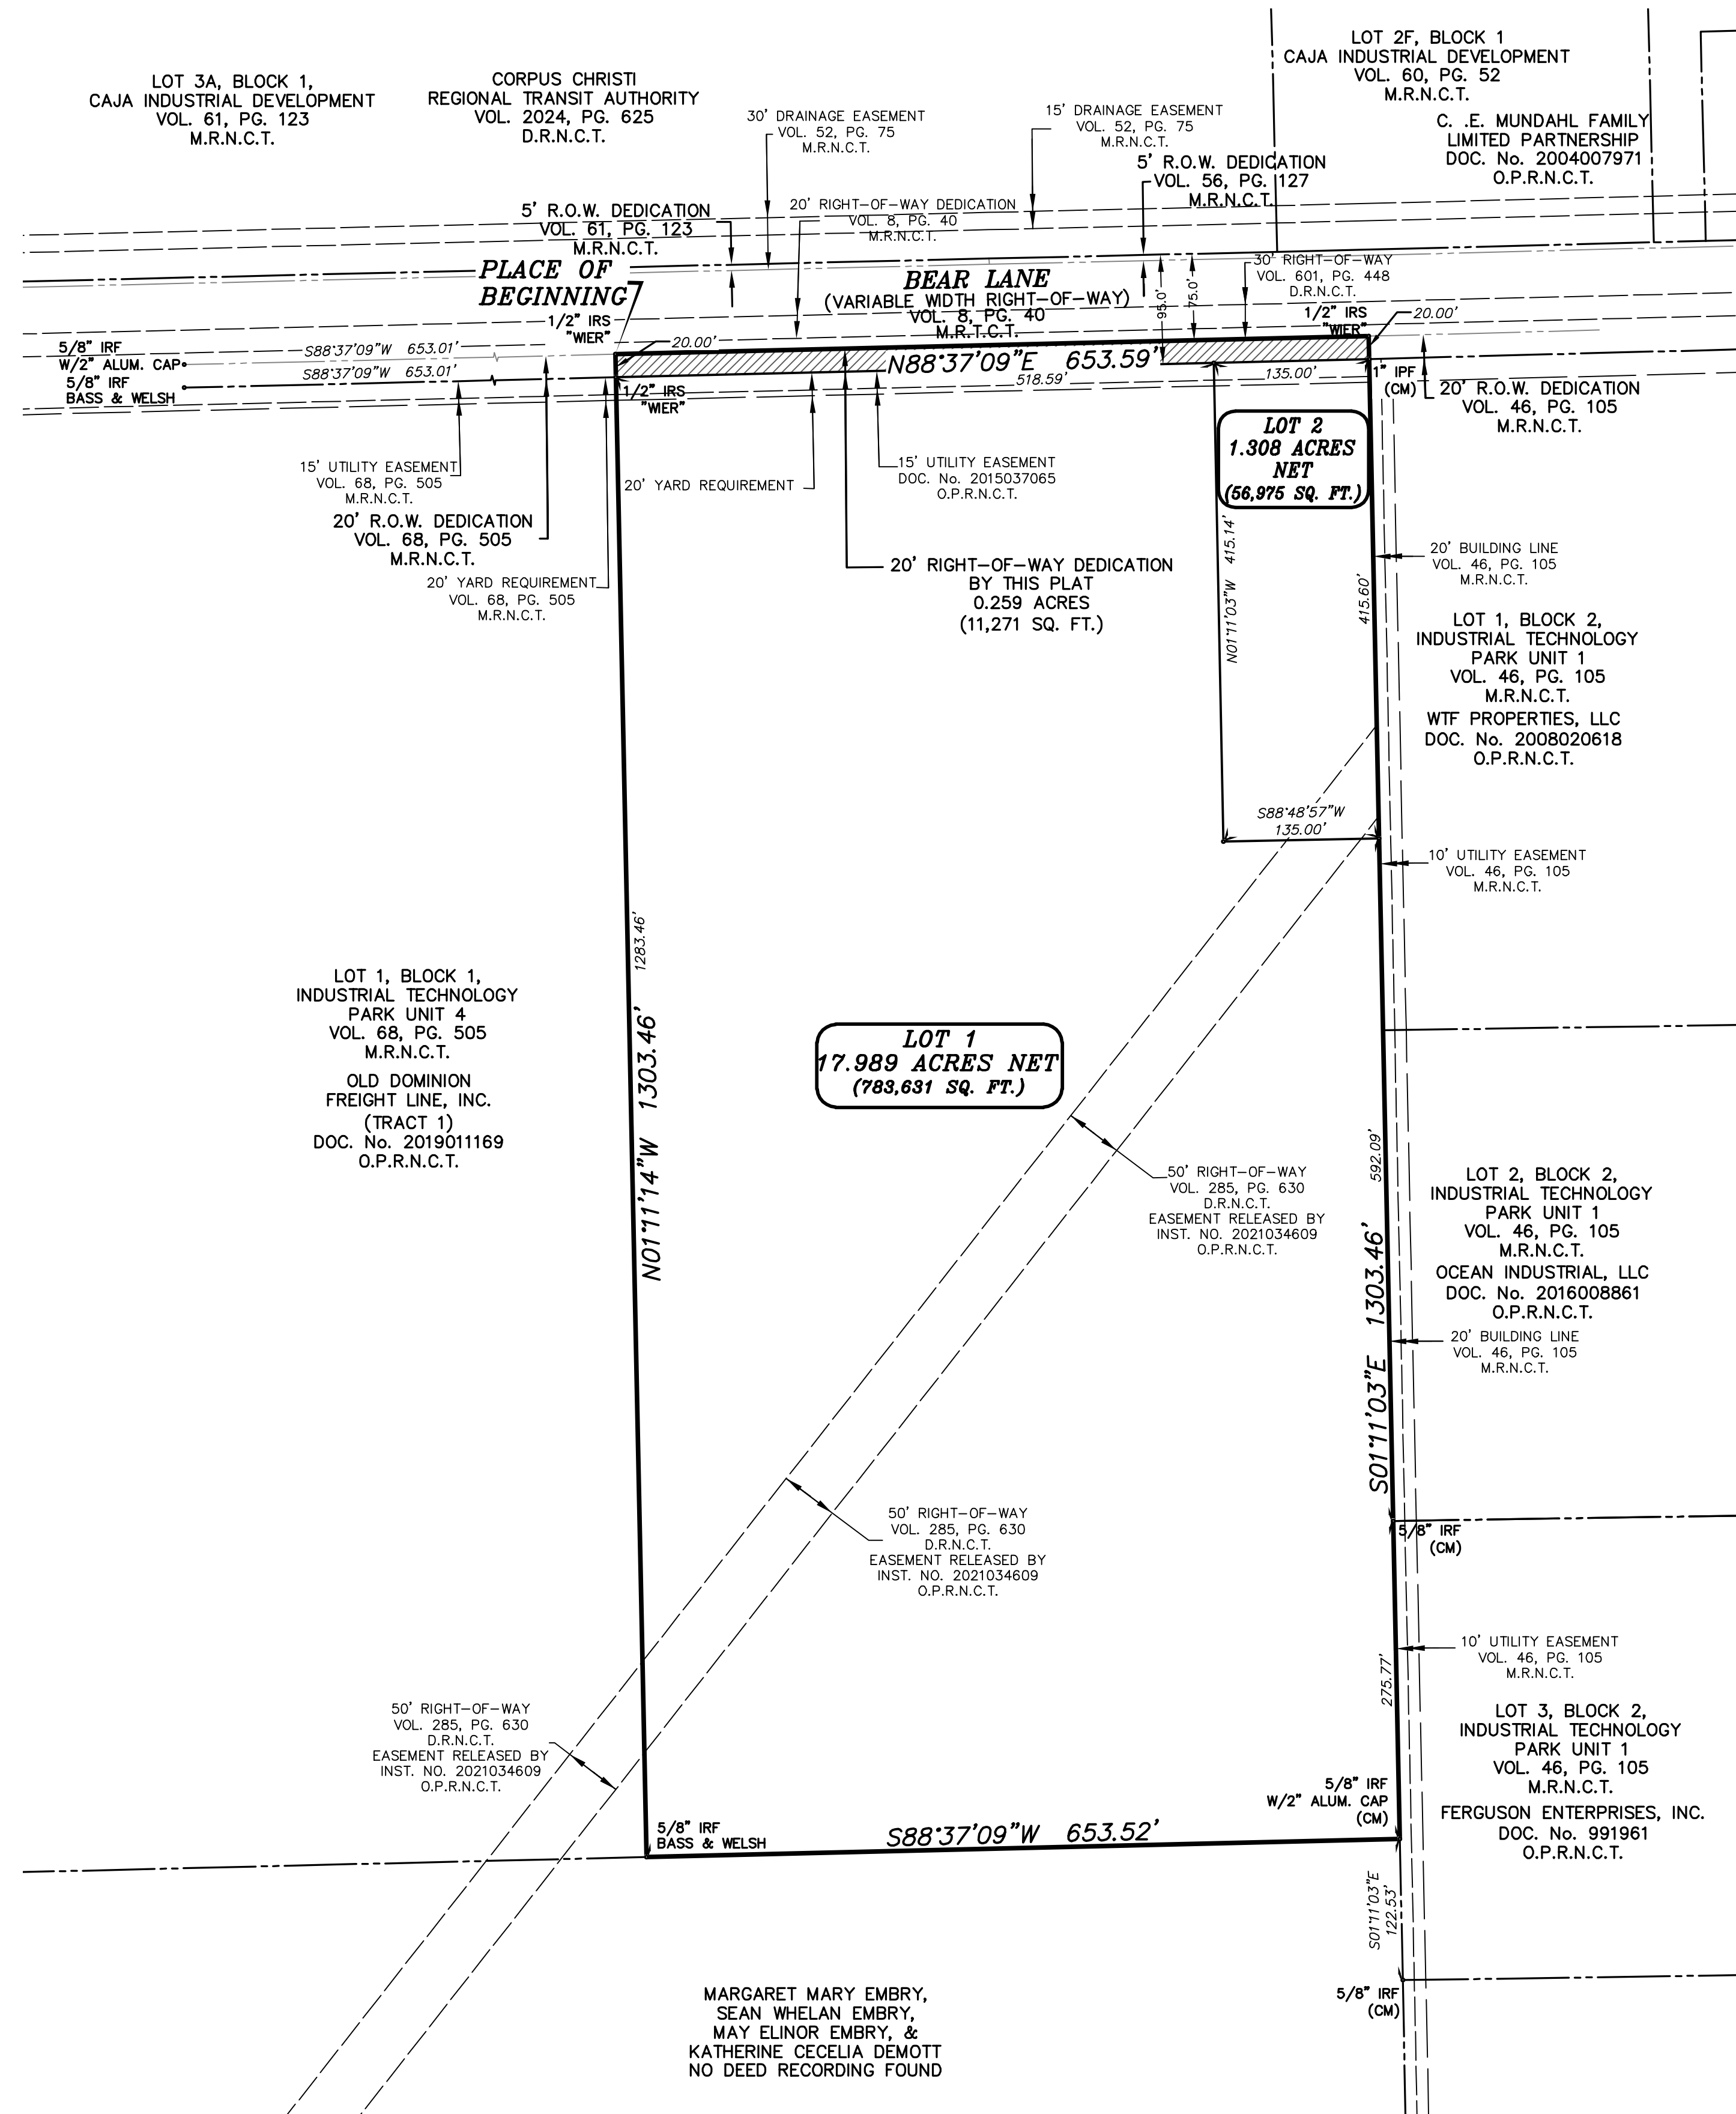 LOT 3A, BLOCK 1,
CAJA INDUSTRIAL DEVELOPMENT
VOL. 61, PG. 123
M.R.N.C.T.
CORPUS CHRISTI
REGIONAL TRANSIT AUTHORITY
VOL. 2024, PG. 625
D.R.N.C.T.
30' DRAINAGE EASEMENT
VOL. 52, PG. 75
M.R.N.C.T.
15' DRAINAGE EASEMENT
VOL. 52, PG. 75
M.R.N.C.T.
LOT 2F, BLOCK 1
CAJA INDUSTRIAL DEVELOPMENT
VOL. 60, PG. 52
M.R.N.C.T.
C. .E. MUNDAHL FAMILY
LIMITED PARTNERSHIP
DOC. No. 2004007971
O.P.R.N.C.T.
5' R.O.W. DEDICATION
VOL. 56, PG. 127
M.R.N.C.T.
5' R.O.W. DEDICATION
VOL. 61, PG. 123
M.R.N.C.T.
20' RIGHT-OF-WAY DEDICATION
VOL. 8, PG. 40
M.R.N.C.T.
PLACE OF
BEGINNING
BEAR LANE
(VARIABLE WIDTH RIGHT-OF-WAY)
VOL. 8, PG. 40
M.R.T.C.T.
95.0'
75.0'
30' RIGHT-OF-WAY
VOL. 601, PG. 448
D.R.N.C.T.
1/2" IRS
"WIER"
1/2" IRS
"WIER"
20.00'
20.00'
5/8" IRF
W/2" ALUM. CAP
5/8" IRF
BASS & WELSH
S88°37'09"W 653.01'
S88°37'09"W 653.01'
N88°37'09"E 653.59'
518.59'
135.00'
1/2" IRS
"WIER"
1" IPF
(CM)
20' R.O.W. DEDICATION
VOL. 46, PG. 105
M.R.N.C.T.
LOT 2
1.308 ACRES
NET
(56,975 SQ. FT.)
15' UTILITY EASEMENT
VOL. 68, PG. 505
M.R.N.C.T.
20' R.O.W. DEDICATION
VOL. 68, PG. 505
M.R.N.C.T.
20' YARD REQUIREMENT
VOL. 68, PG. 505
M.R.N.C.T.
20' YARD REQUIREMENT
15' UTILITY EASEMENT
DOC. No. 2015037065
O.P.R.N.C.T.
20' RIGHT-OF-WAY DEDICATION
BY THIS PLAT
0.259 ACRES
(11,271 SQ. FT.)
N01°11'03"W 415.14'
415.60'
20' BUILDING LINE
VOL. 46, PG. 105
M.R.N.C.T.
LOT 1, BLOCK 2,
INDUSTRIAL TECHNOLOGY
PARK UNIT 1
VOL. 46, PG. 105
M.R.N.C.T.
WTF PROPERTIES, LLC
DOC. No. 2008020618
O.P.R.N.C.T.
S88°48'57"W
135.00'
10' UTILITY EASEMENT
VOL. 46, PG. 105
M.R.N.C.T.
1283.46'
N01°11'14"W 1303.46'
LOT 1, BLOCK 1,
INDUSTRIAL TECHNOLOGY
PARK UNIT 4
VOL. 68, PG. 505
M.R.N.C.T.
OLD DOMINION
FREIGHT LINE, INC.
(TRACT 1)
DOC. No. 2019011169
O.P.R.N.C.T.
LOT 1
17.989 ACRES NET
(783,631 SQ. FT.)
50' RIGHT-OF-WAY
VOL. 285, PG. 630
D.R.N.C.T.
EASEMENT RELEASED BY
INST. NO. 2021034609
O.P.R.N.C.T.
592.09'
S01°11'03"E 1303.46'
LOT 2, BLOCK 2,
INDUSTRIAL TECHNOLOGY
PARK UNIT 1
VOL. 46, PG. 105
M.R.N.C.T.
OCEAN INDUSTRIAL, LLC
DOC. No. 2016008861
O.P.R.N.C.T.
20' BUILDING LINE
VOL. 46, PG. 105
M.R.N.C.T.
50' RIGHT-OF-WAY
VOL. 285, PG. 630
D.R.N.C.T.
EASEMENT RELEASED BY
INST. NO. 2021034609
O.P.R.N.C.T.
5/8" IRF
(CM)
275.77'
10' UTILITY EASEMENT
VOL. 46, PG. 105
M.R.N.C.T.
LOT 3, BLOCK 2,
INDUSTRIAL TECHNOLOGY
PARK UNIT 1
VOL. 46, PG. 105
M.R.N.C.T.
FERGUSON ENTERPRISES, INC.
DOC. No. 991961
O.P.R.N.C.T.
50' RIGHT-OF-WAY
VOL. 285, PG. 630
D.R.N.C.T.
EASEMENT RELEASED BY
INST. NO. 2021034609
O.P.R.N.C.T.
5/8" IRF
BASS & WELSH
S88°37'09"W 653.52'
5/8" IRF
W/2" ALUM. CAP
(CM)
S01°11'03"E
122.53'
5/8" IRF
(CM)
MARGARET MARY EMBRY,
SEAN WHELAN EMBRY,
MAY ELINOR EMBRY, &
KATHERINE CECELIA DEMOTT
NO DEED RECORDING FOUND